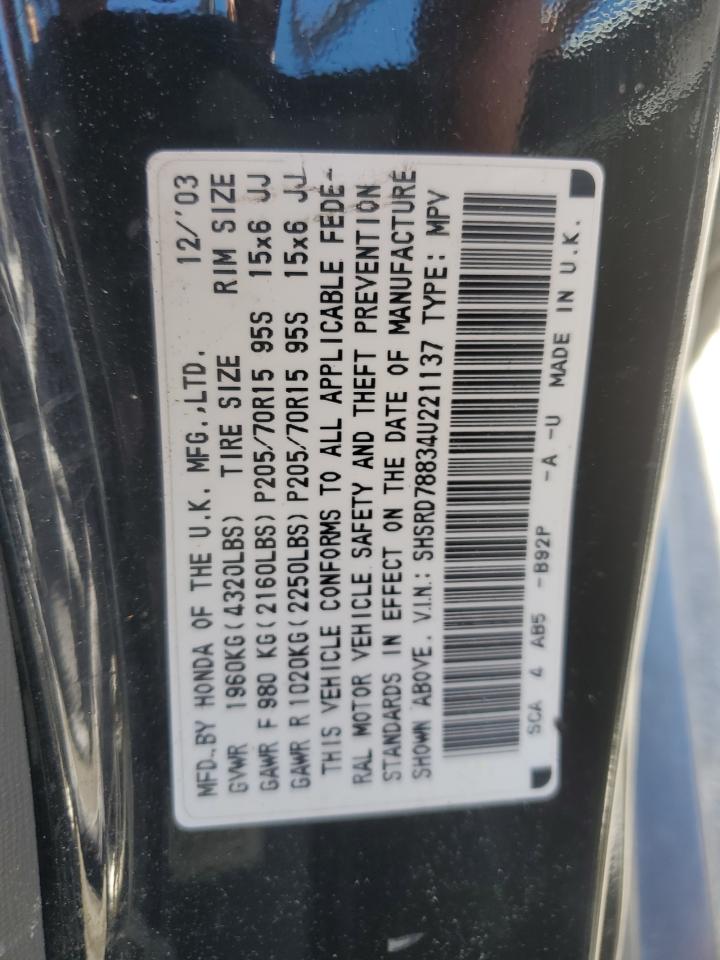 MFD. BY HONDA OF THE U.K. MFG.,LTD. 12/'03
GVWR 1960KG(4320LBS) TIRE SIZE RIM SIZE
GAWR F 980 KG(2160LBS) P205/70R15 95S 15x6 JJ
GAWR R 1020KG(2250LBS) P205/70R15 95S 15x6 JJ
THIS VEHICLE CONFORMS TO ALL APPLICABLE FEDE-
RAL MOTOR VEHICLE SAFETY AND THEFT PREVENTION
STANDARDS IN EFFECT ON THE DATE OF MANUFACTURE
SHOWN ABOVE. V.I.N.: SHSRD78834U221137 TYPE: MPV
SCA 4 AB5 -B92P -A -U MADE IN U.K.